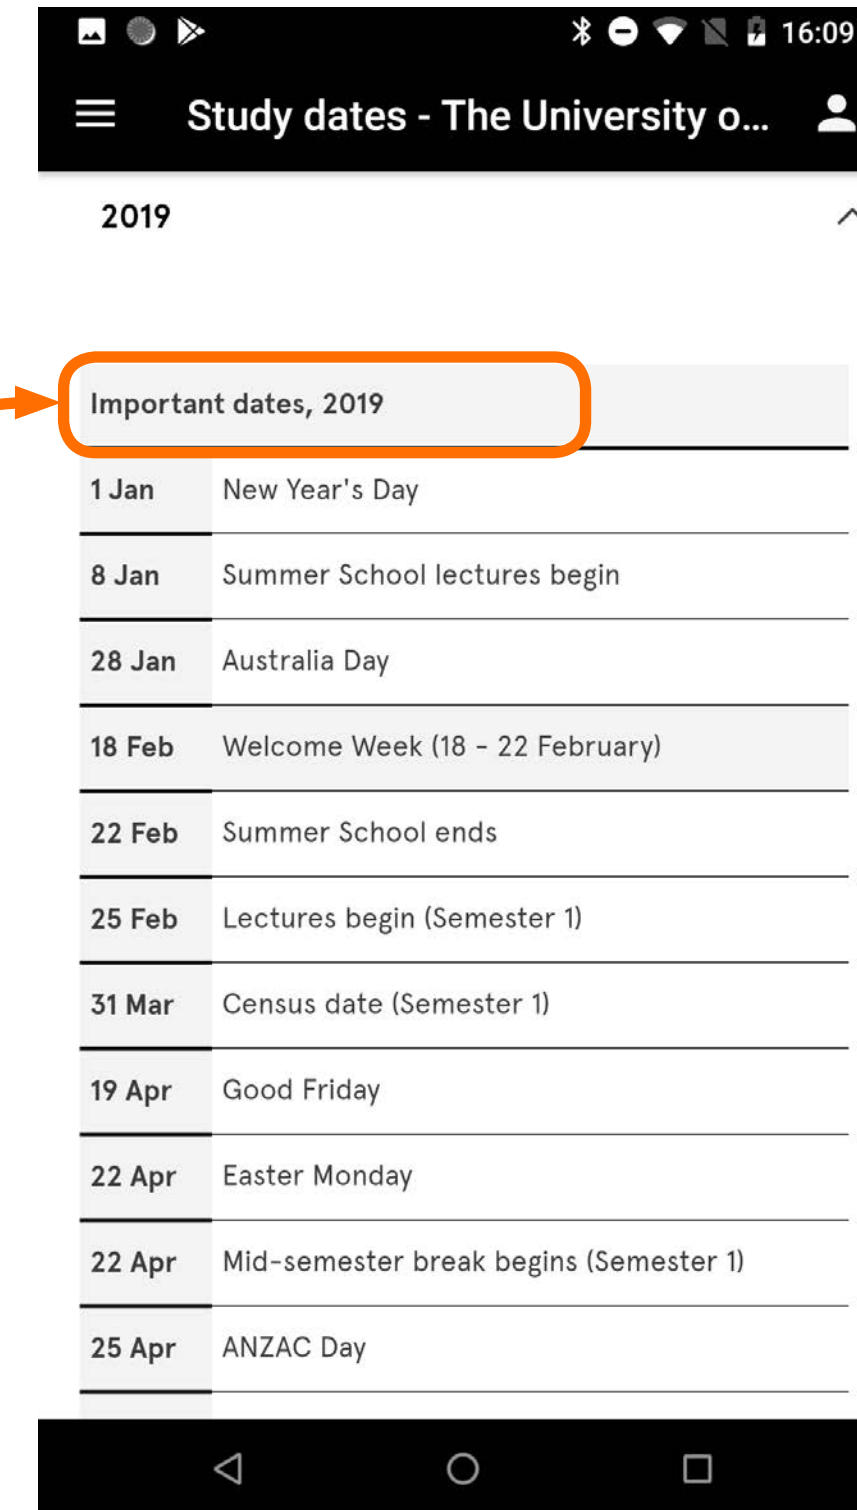 16:09
Study dates - The University o...
2019
Important dates, 2019
1 Jan New Year's Day
8 Jan Summer School lectures begin
28 Jan Australia Day
18 Feb Welcome Week (18 - 22 February)
22 Feb Summer School ends
25 Feb Lectures begin (Semester 1)
31 Mar Census date (Semester 1)
19 Apr Good Friday
22 Apr Easter Monday
22 Apr Mid-semester break begins (Semester 1)
25 Apr ANZAC Day